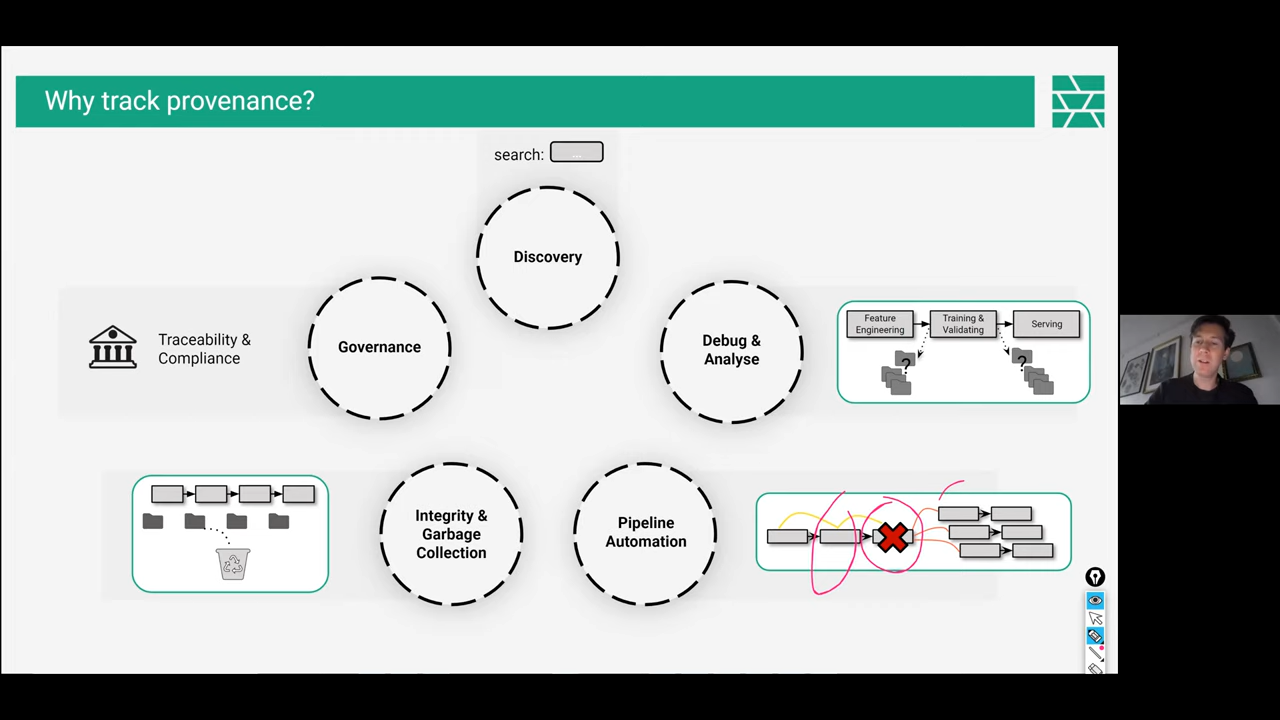 Why track provenance?
search: ...
Discovery
Traceability &
Compliance
Governance
Debug &
Analyse
Feature
Engineering
Training &
Validating
Serving
?
?
Integrity &
Garbage
Collection
Pipeline
Automation